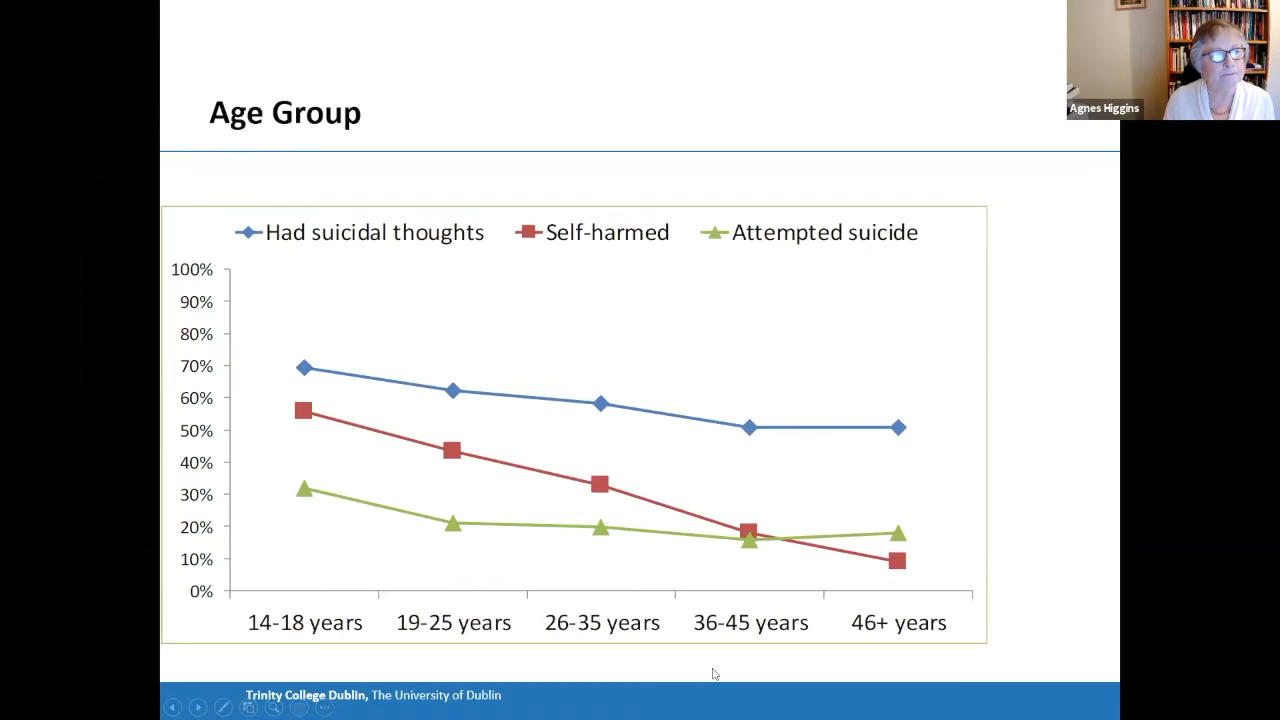 Agnes Higgins
Age Group
Had suicidal thoughts Self-harmed Attempted suicide
100%
90%
80%
70%
60%
50%
40%
30%
20%
10%
0%
14-18 years 19-25 years 26-35 years 36-45 years 46+ years
Trinity College Dublin, The University of Dublin